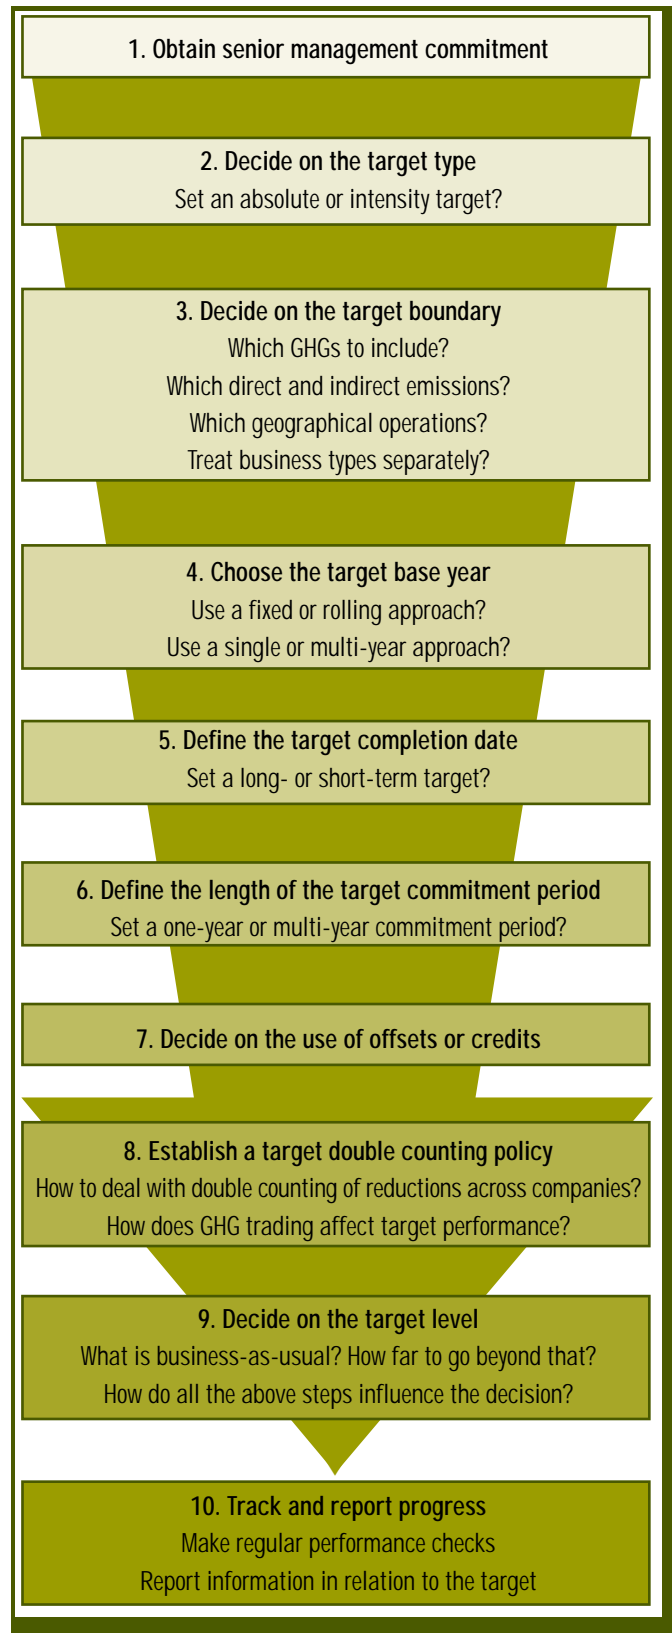 1. Obtain senior management commitment
2. Decide on the target type
Set an absolute or intensity target?
3. Decide on the target boundary
Which GHGs to include?
Which direct and indirect emissions?
Which geographical operations?
Treat business types separately?
4. Choose the target base year
Use a fixed or rolling approach?
Use a single or multi-year approach?
5. Define the target completion date
Set a long- or short-term target?
6. Define the length of the target commitment period
Set a one-year or multi-year commitment period?
7. Decide on the use of offsets or credits
8. Establish a target double counting policy
How to deal with double counting of reductions across companies?
How does GHG trading affect target performance?
9. Decide on the target level
What is business-as-usual? How far to go beyond that?
How do all the above steps influence the decision?
10. Track and report progress
Make regular performance checks
Report information in relation to the target